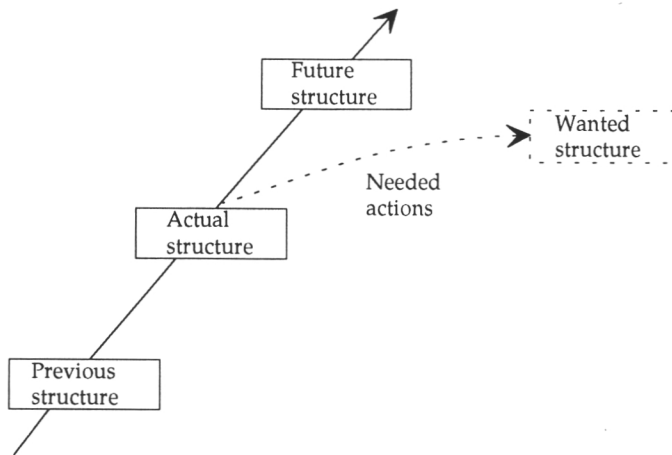 Future
structure
Wanted
structure
Needed
actions
Actual
structure
Previous
structure